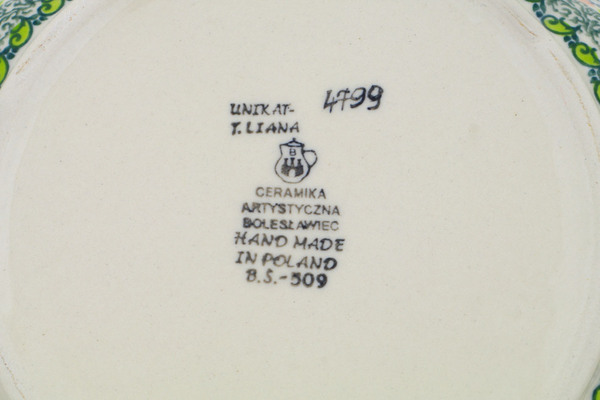 UNIKAT- 4799
T. LIANA
B
CERAMIKA
ARTYSTYCZNA
BOLESŁAWIEC
HAND MADE
IN POLAND
B.S.-509